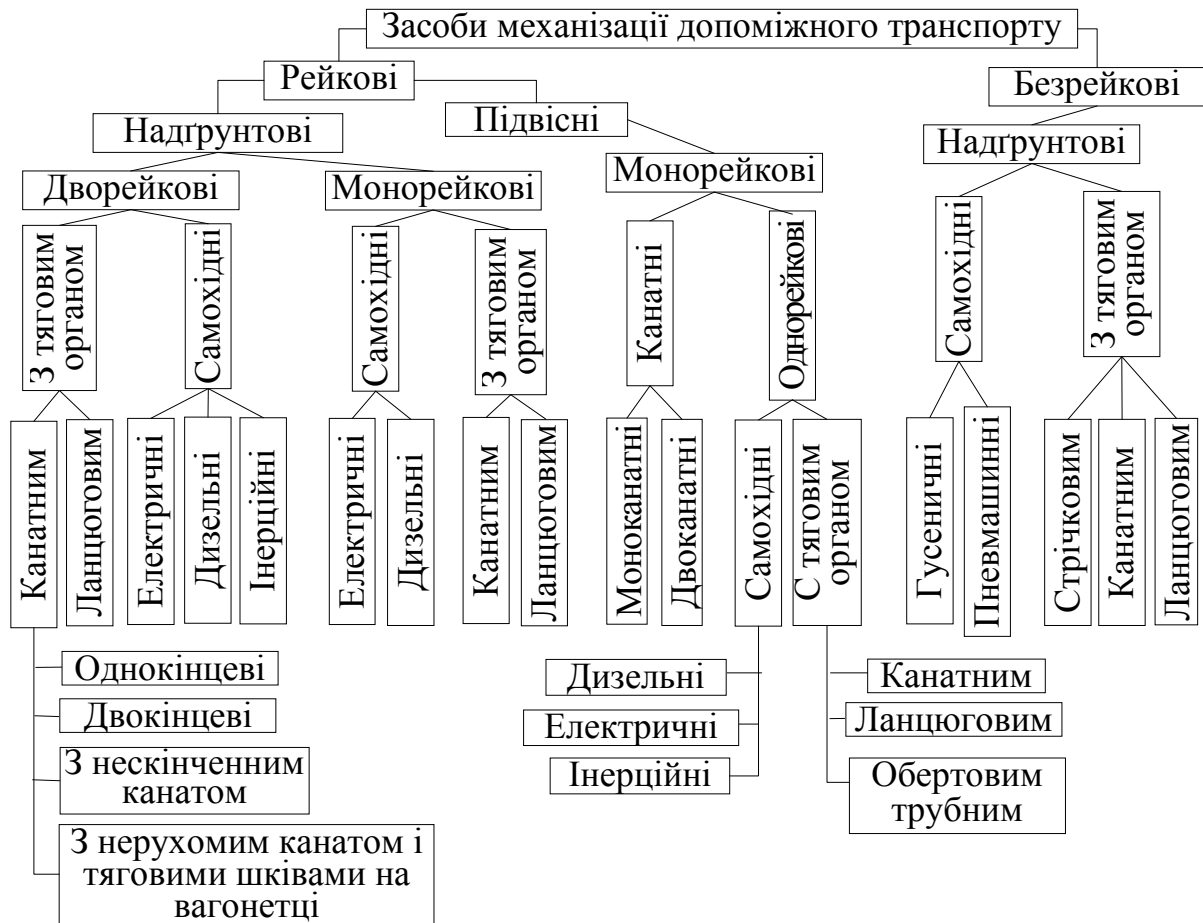 Засоби механізації допоміжного транспорту
Рейкові
Безрейкові
Надґрунтові
Підвісні
Надґрунтові
Дворейкові
Монорейкові
Монорейкові
З тяговим
органом
Самохідні
Самохідні
З тяговим
органом
Канатні
Однорейкові
Самохідні
З тяговим
органом
Канатним
Ланцюговим
Електричні
Дизельні
Інерційні
Електричні
Дизельні
Канатним
Ланцюговим
Моноканатні
Двоканатні
Самохідні
С тяговим
органом
Гусеничні
Пневмашинні
Стрічковим
Канатним
Ланцюговим
Однокінцеві
Двокінцеві
З нескінченним
канатом
З нерухомим канатом і
тяговими шківами на
вагонетці
Дизельні
Електричні
Інерційні
Канатним
Ланцюговим
Обертовим
трубним